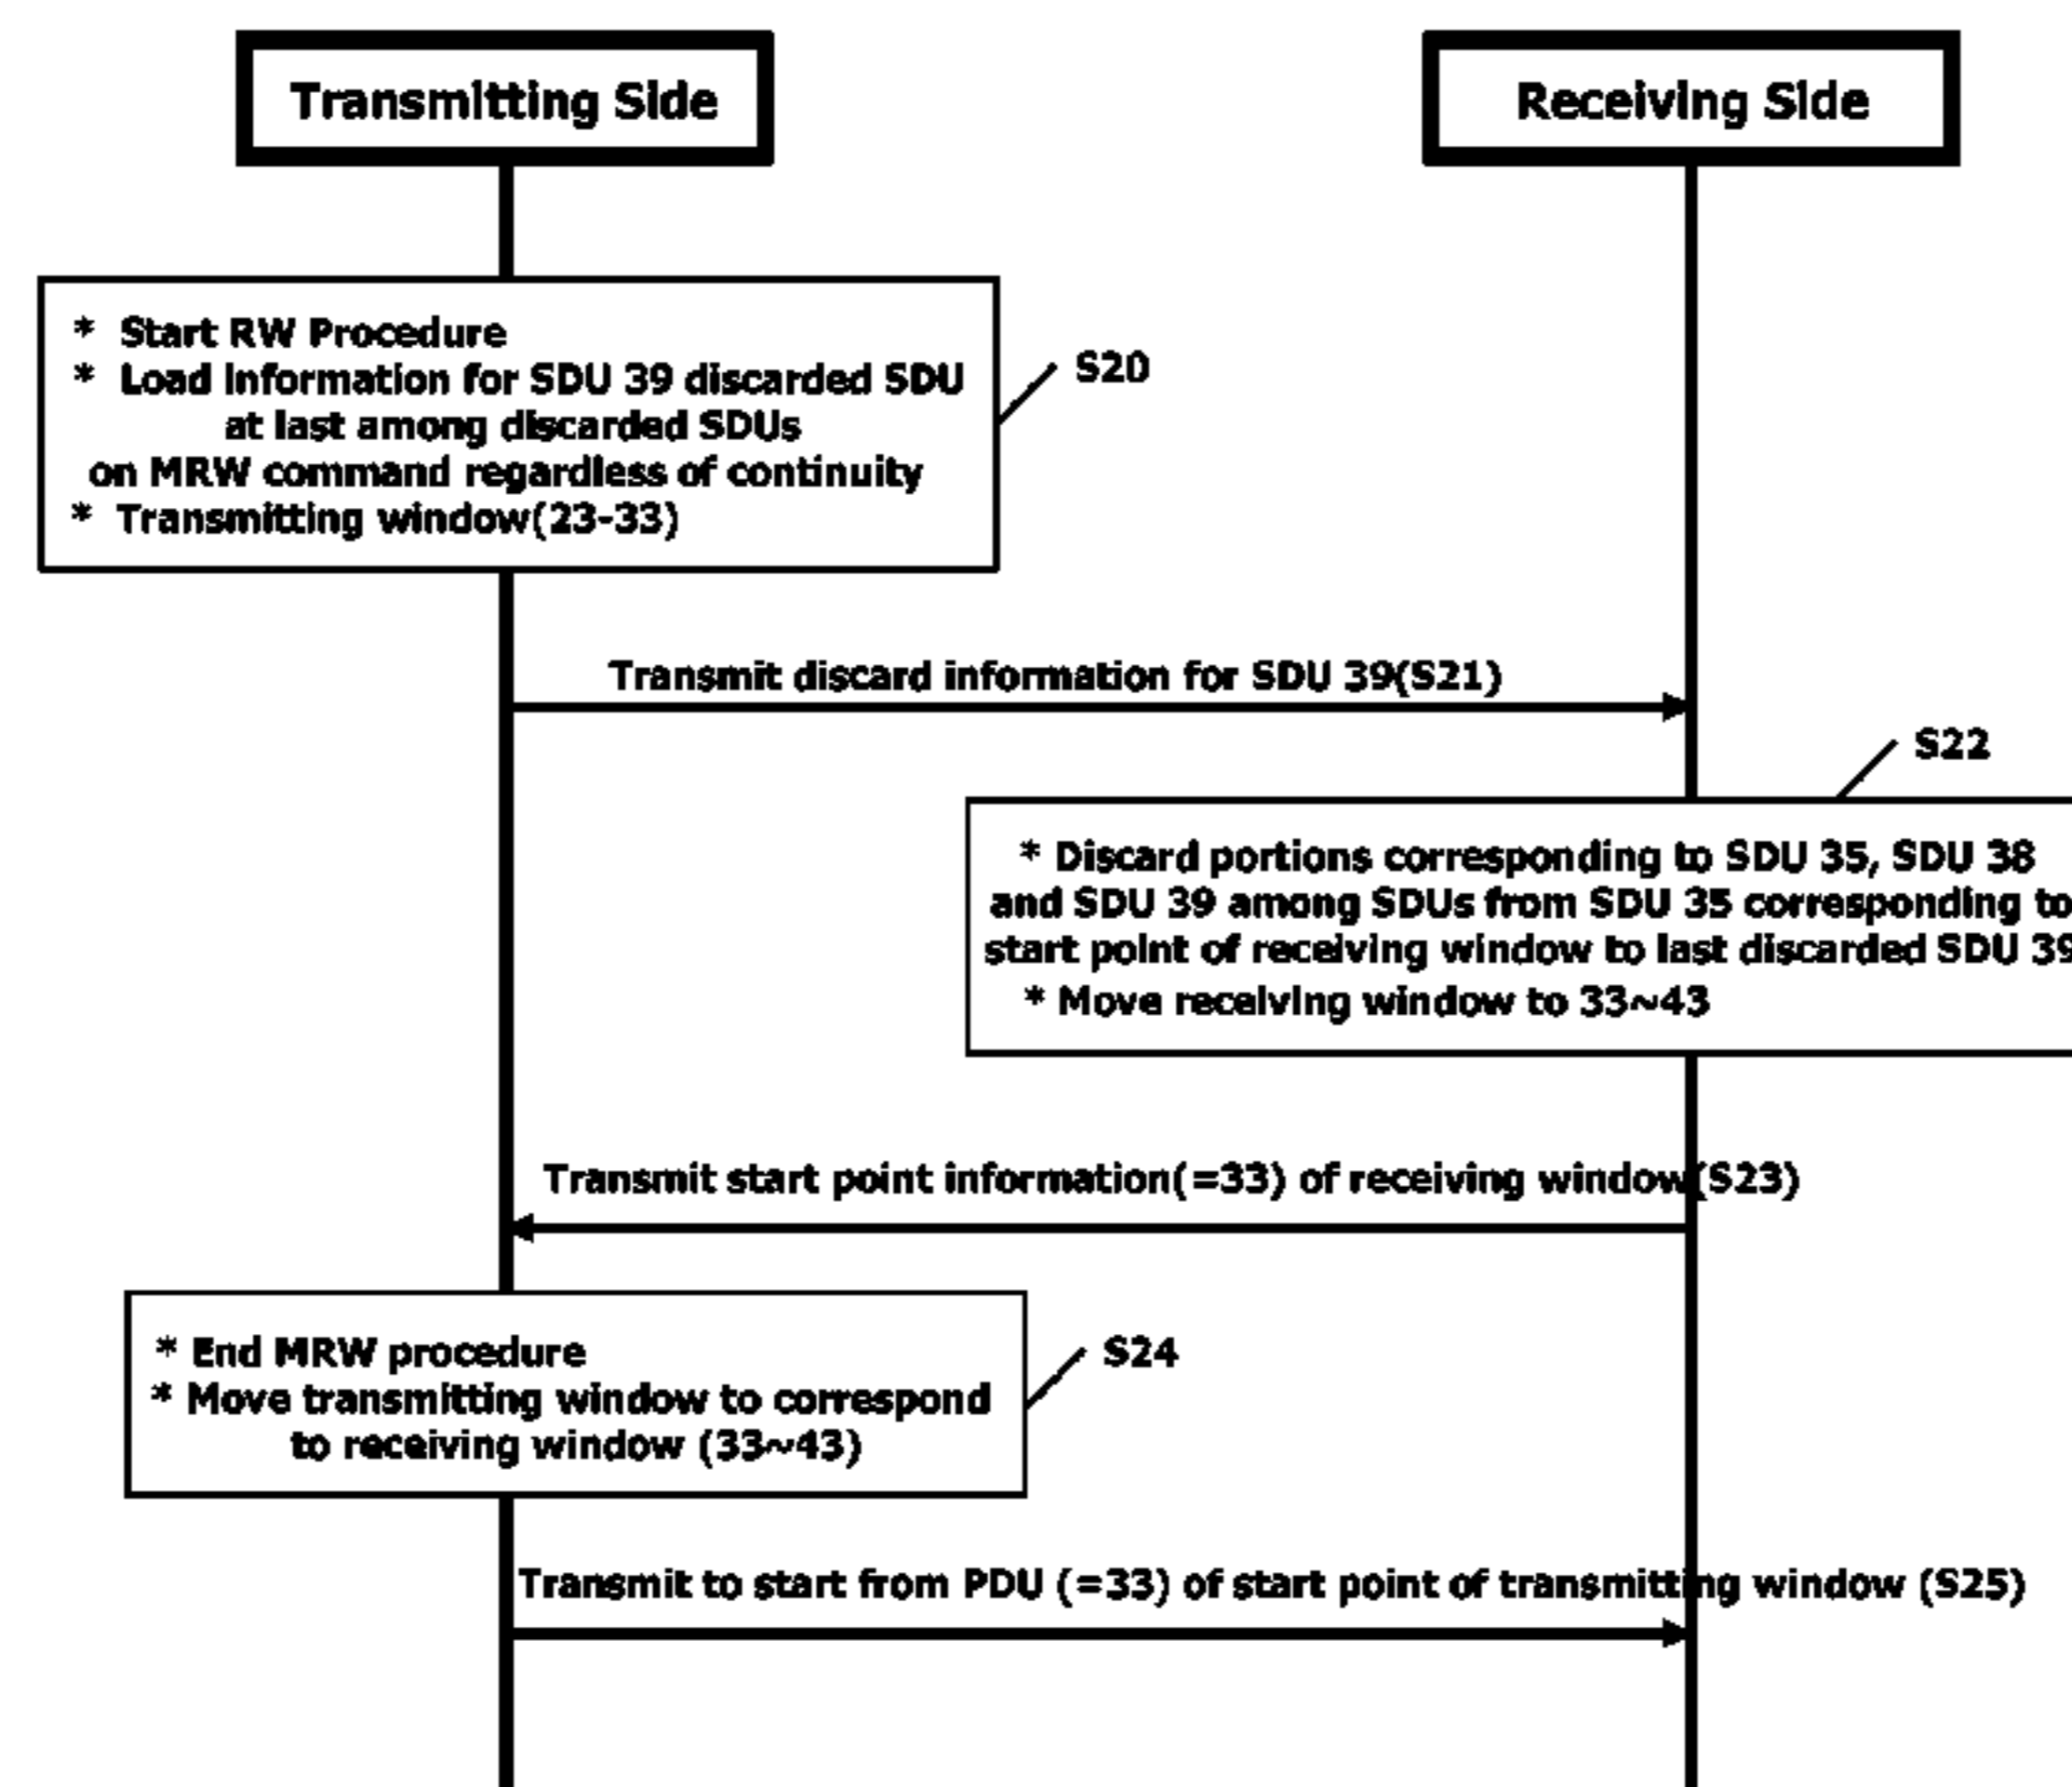 Transmitting Side
Receiving Side
* Start RW Procedure
* Load information for SDU 39 discarded SDU
at last among discarded SDUs
on MRW command regardless of continuity
* Transmitting window(23-33)
S20
Transmit discard information for SDU 39(S21)
S22
* Discard portions corresponding to SDU 35, SDU 38
and SDU 39 among SDUs from SDU 35 corresponding to
start point of receiving window to last discarded SDU 39
* Move receiving window to 33~43
Transmit start point information(=33) of receiving window(S23)
* End MRW procedure
* Move transmitting window to correspond
to receiving window (33~43)
S24
Transmit to start from PDU (=33) of start point of transmitting window (S25)